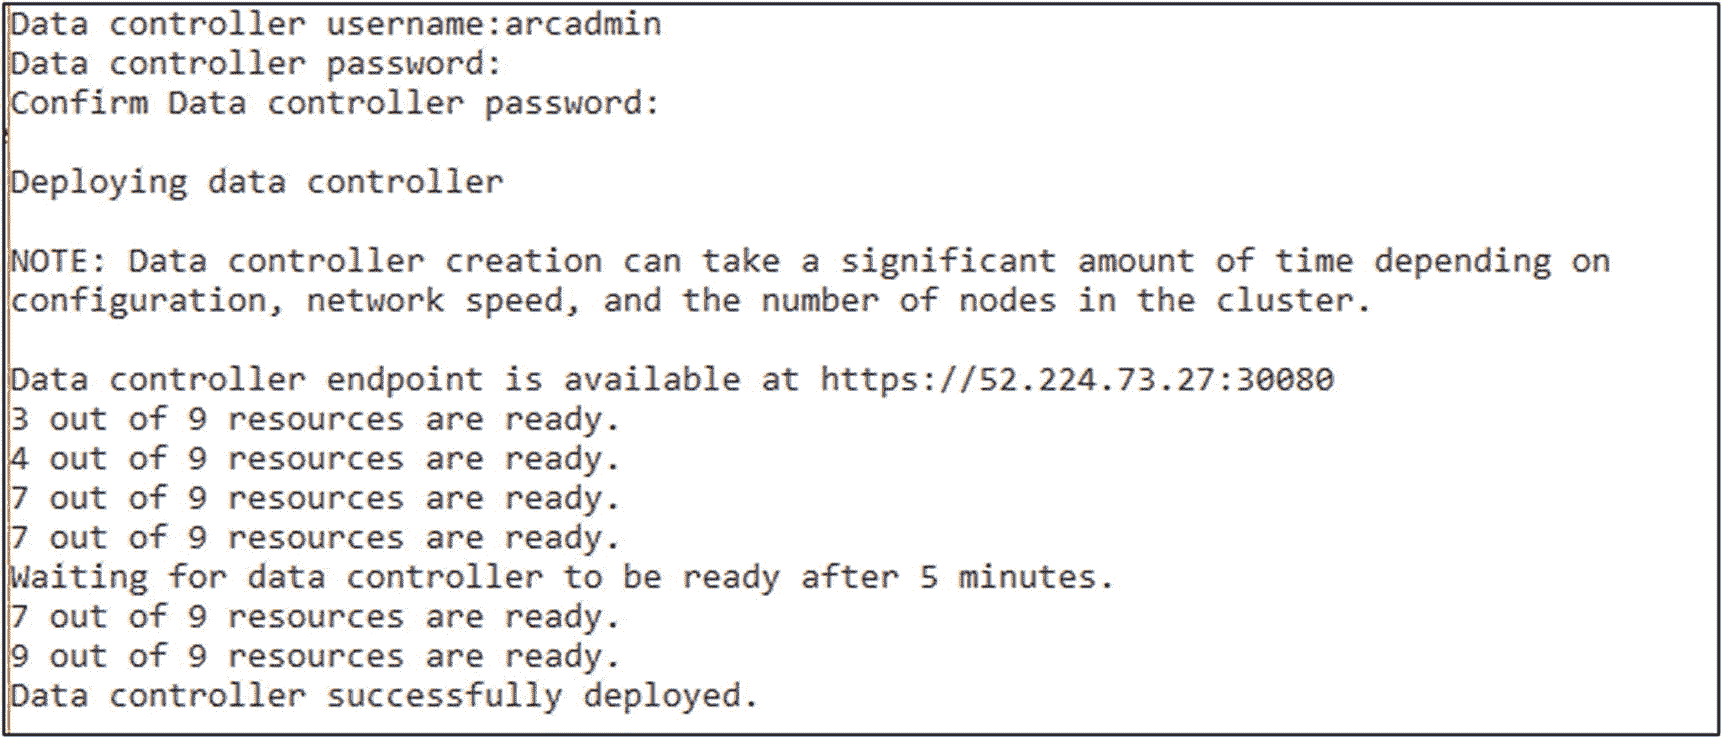 Data controller username:arcadmin
Data controller password:
Confirm Data controller password:
Deploying data controller
NOTE: Data controller creation can take a significant amount of time depending on
configuration, network speed, and the number of nodes in the cluster.
Data controller endpoint is available at https://52.224.73.27:30080
3 out of 9 resources are ready.
4 out of 9 resources are ready.
7 out of 9 resources are ready.
7 out of 9 resources are ready.
Waiting for data controller to be ready after 5 minutes.
7 out of 9 resources are ready.
9 out of 9 resources are ready.
Data controller successfully deployed.